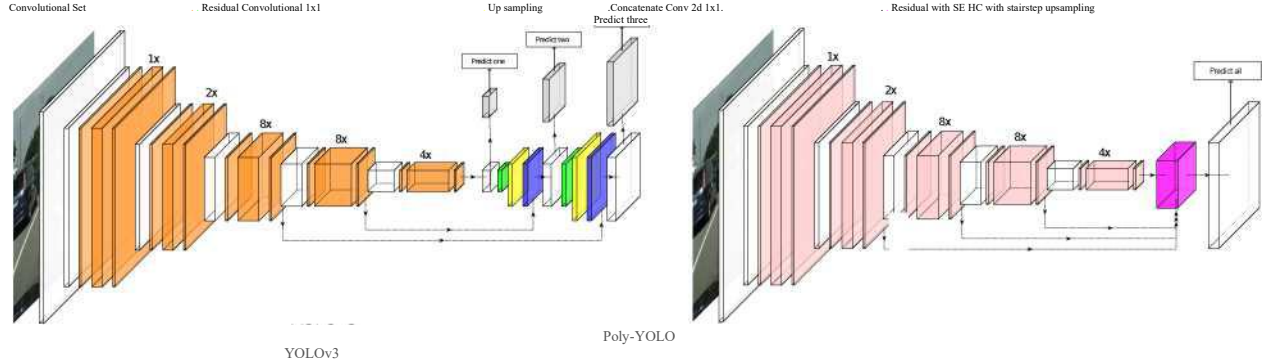 Convolutional Set . Residual Convolutional 1x1 Up sampling .Concatenate Conv 2d 1x1. . . Residual with SE HC with stairstep upsampling
Predict three
Predict two
Predict one
Predict all
1x
2x
8x
8x
4x
1x
2x
8x
8x
4x
Poly-YOLO
YOLOv3